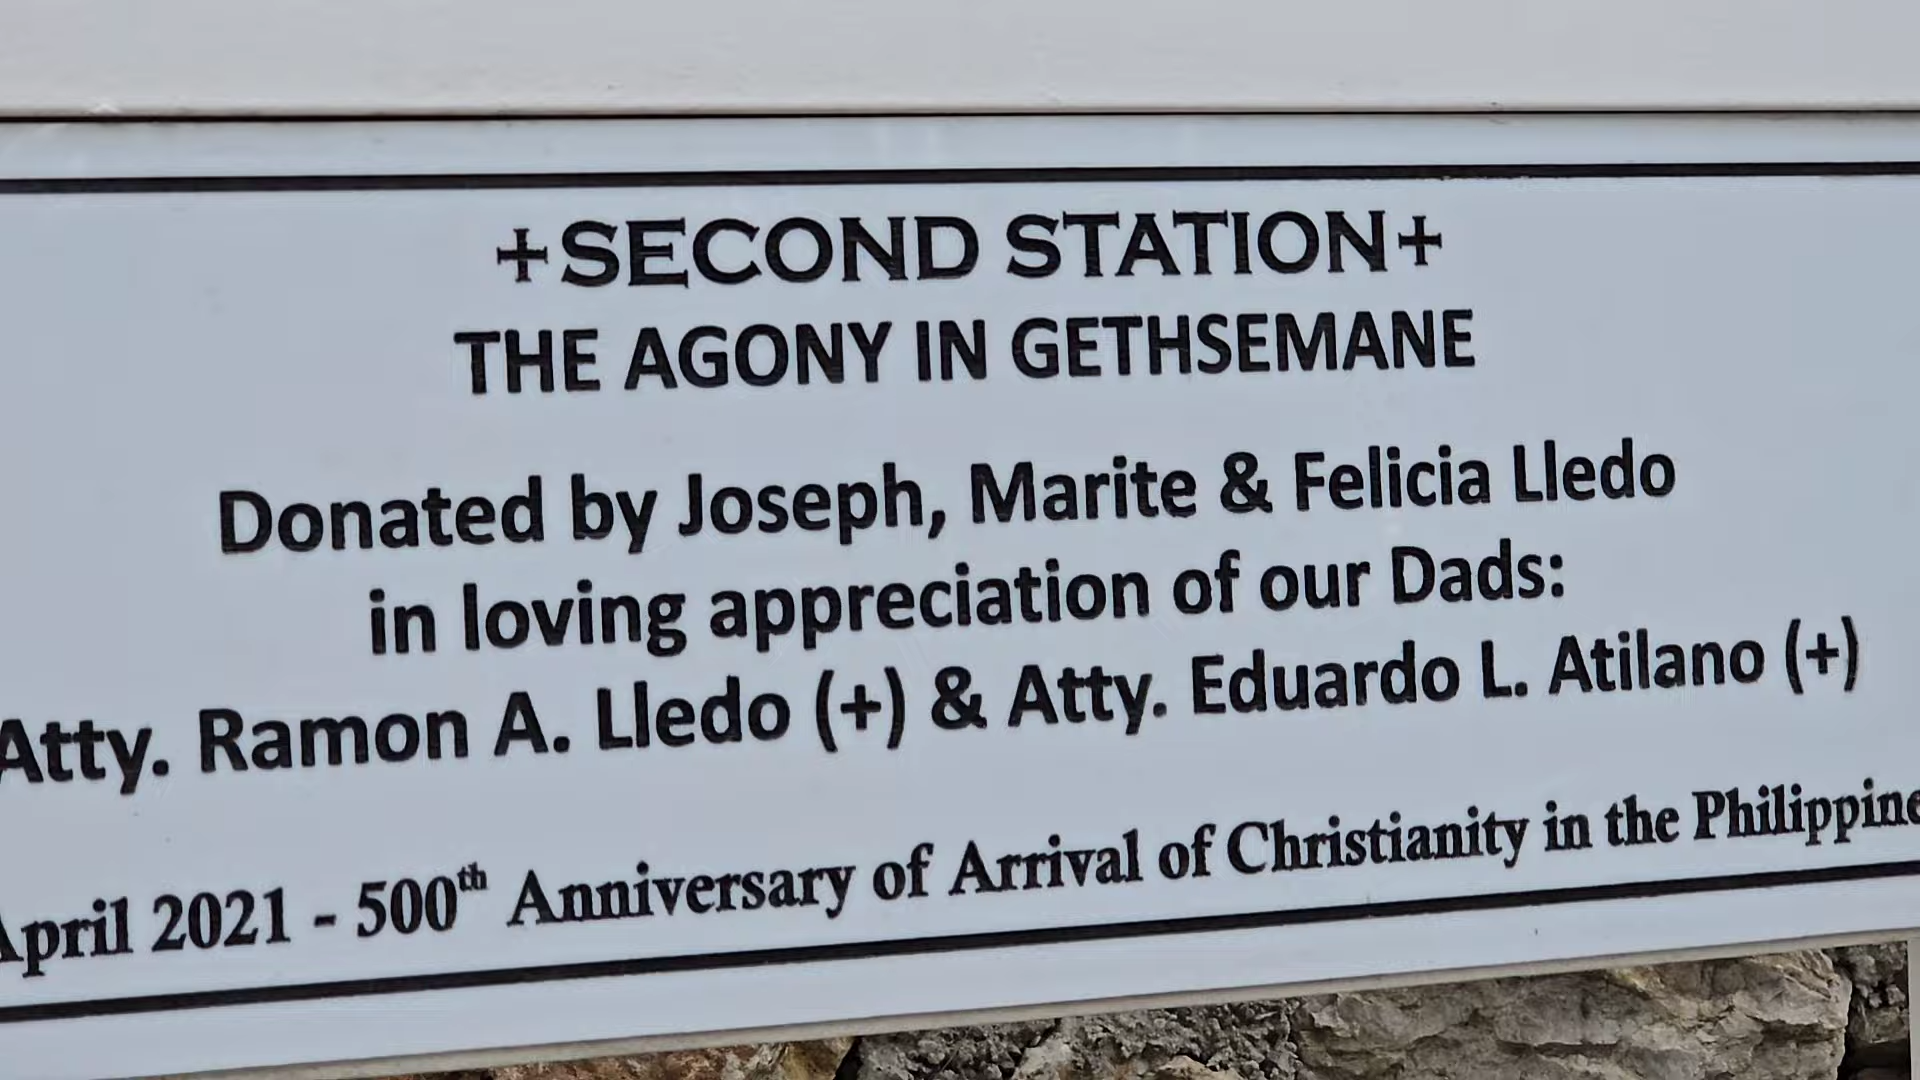 +SECOND STATION+
THE AGONY IN GETHSEMANE
Donated by Joseph, Marite & Felicia Lledo
in loving appreciation of our Dads:
Atty. Ramon A. Lledo (+) & Atty. Eduardo L. Atilano (+)
April 2021 - 500th Anniversary of Arrival of Christianity in the Philippine